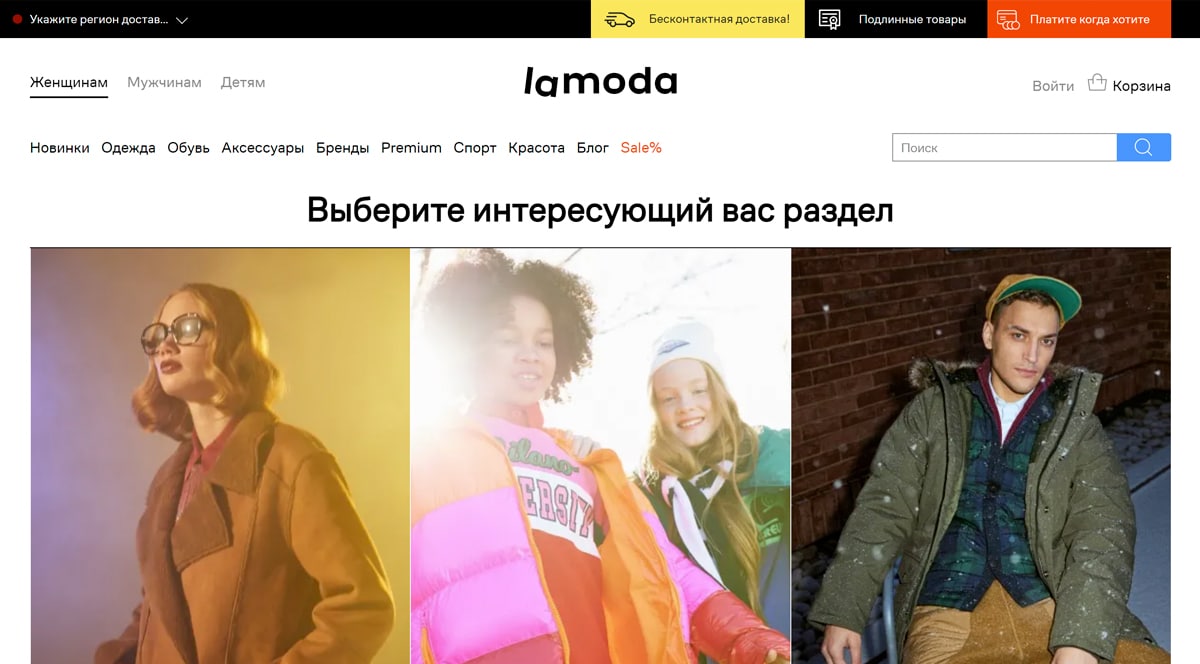 Укажите регион достав...
Бесконтактная доставка!
Подлинные товары
Платите когда хотите
Женщинам Мужчинам Детям
lamoda
Войти
Корзина
Новинки Одежда Обувь Аксессуары Бренды Premium Спорт Красота Блог Sale%
Поиск
Выберите интересующий вас раздел
ERSITY